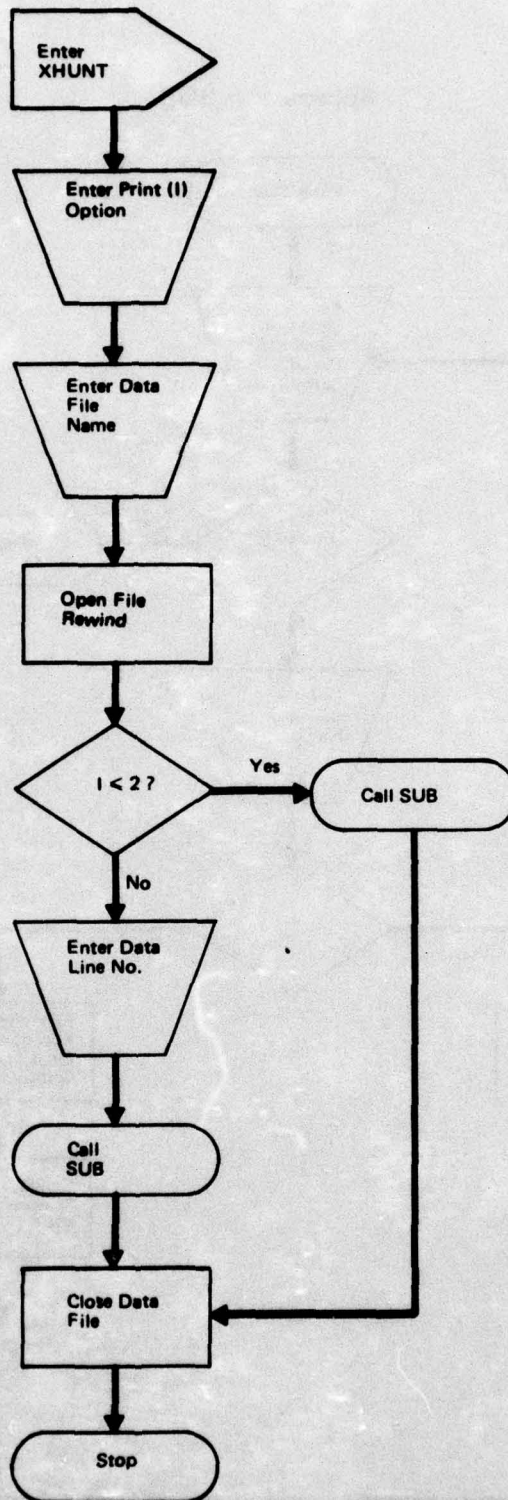 Enter
XHUNT
Enter Print (I)
Option
Enter Data
File
Name
Open File
Rewind
I < 2 ?
Yes
Call SUB
No
Enter Data
Line No.
Call
SUB
Close Data
File
Stop